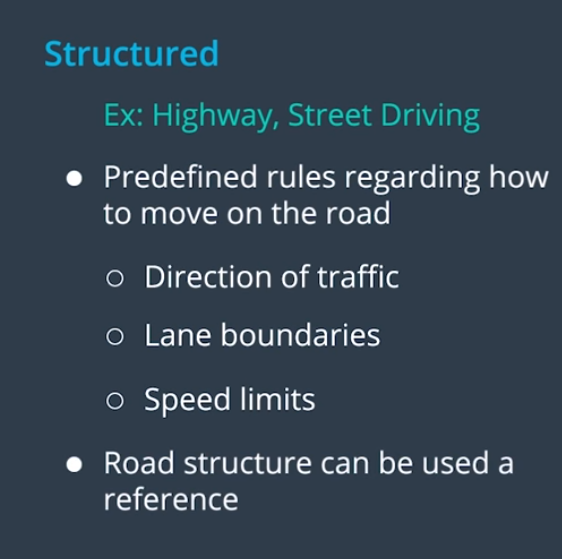 Structured
Ex: Highway, Street Driving
● Predefined rules regarding how
to move on the road
○ Direction of traffic
○ Lane boundaries
○ Speed limits
● Road structure can be used a
reference